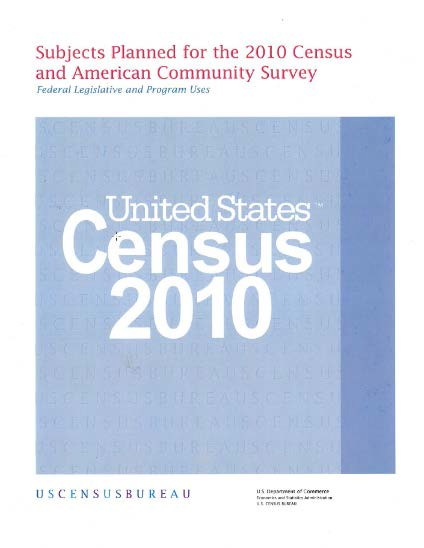 Subjects Planned for the 2010 Census
and American Community Survey
Federal Legislative and Program Uses
United States™
Census
2010
USCENSUSBUREAU
U.S. Department of Commerce
Economics and Statistics Administration
U.S. CENSUS BUREAU